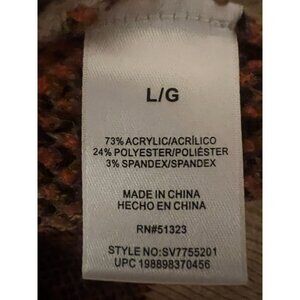 L/G
73% ACRYLIC/ACRÍLICO
24% POLYESTER/POLIÉSTER
3% SPANDEX/SPANDEX
MADE IN CHINA
HECHO EN CHINA
RN#51323
STYLE NO:SV7755201
UPC 198898370456